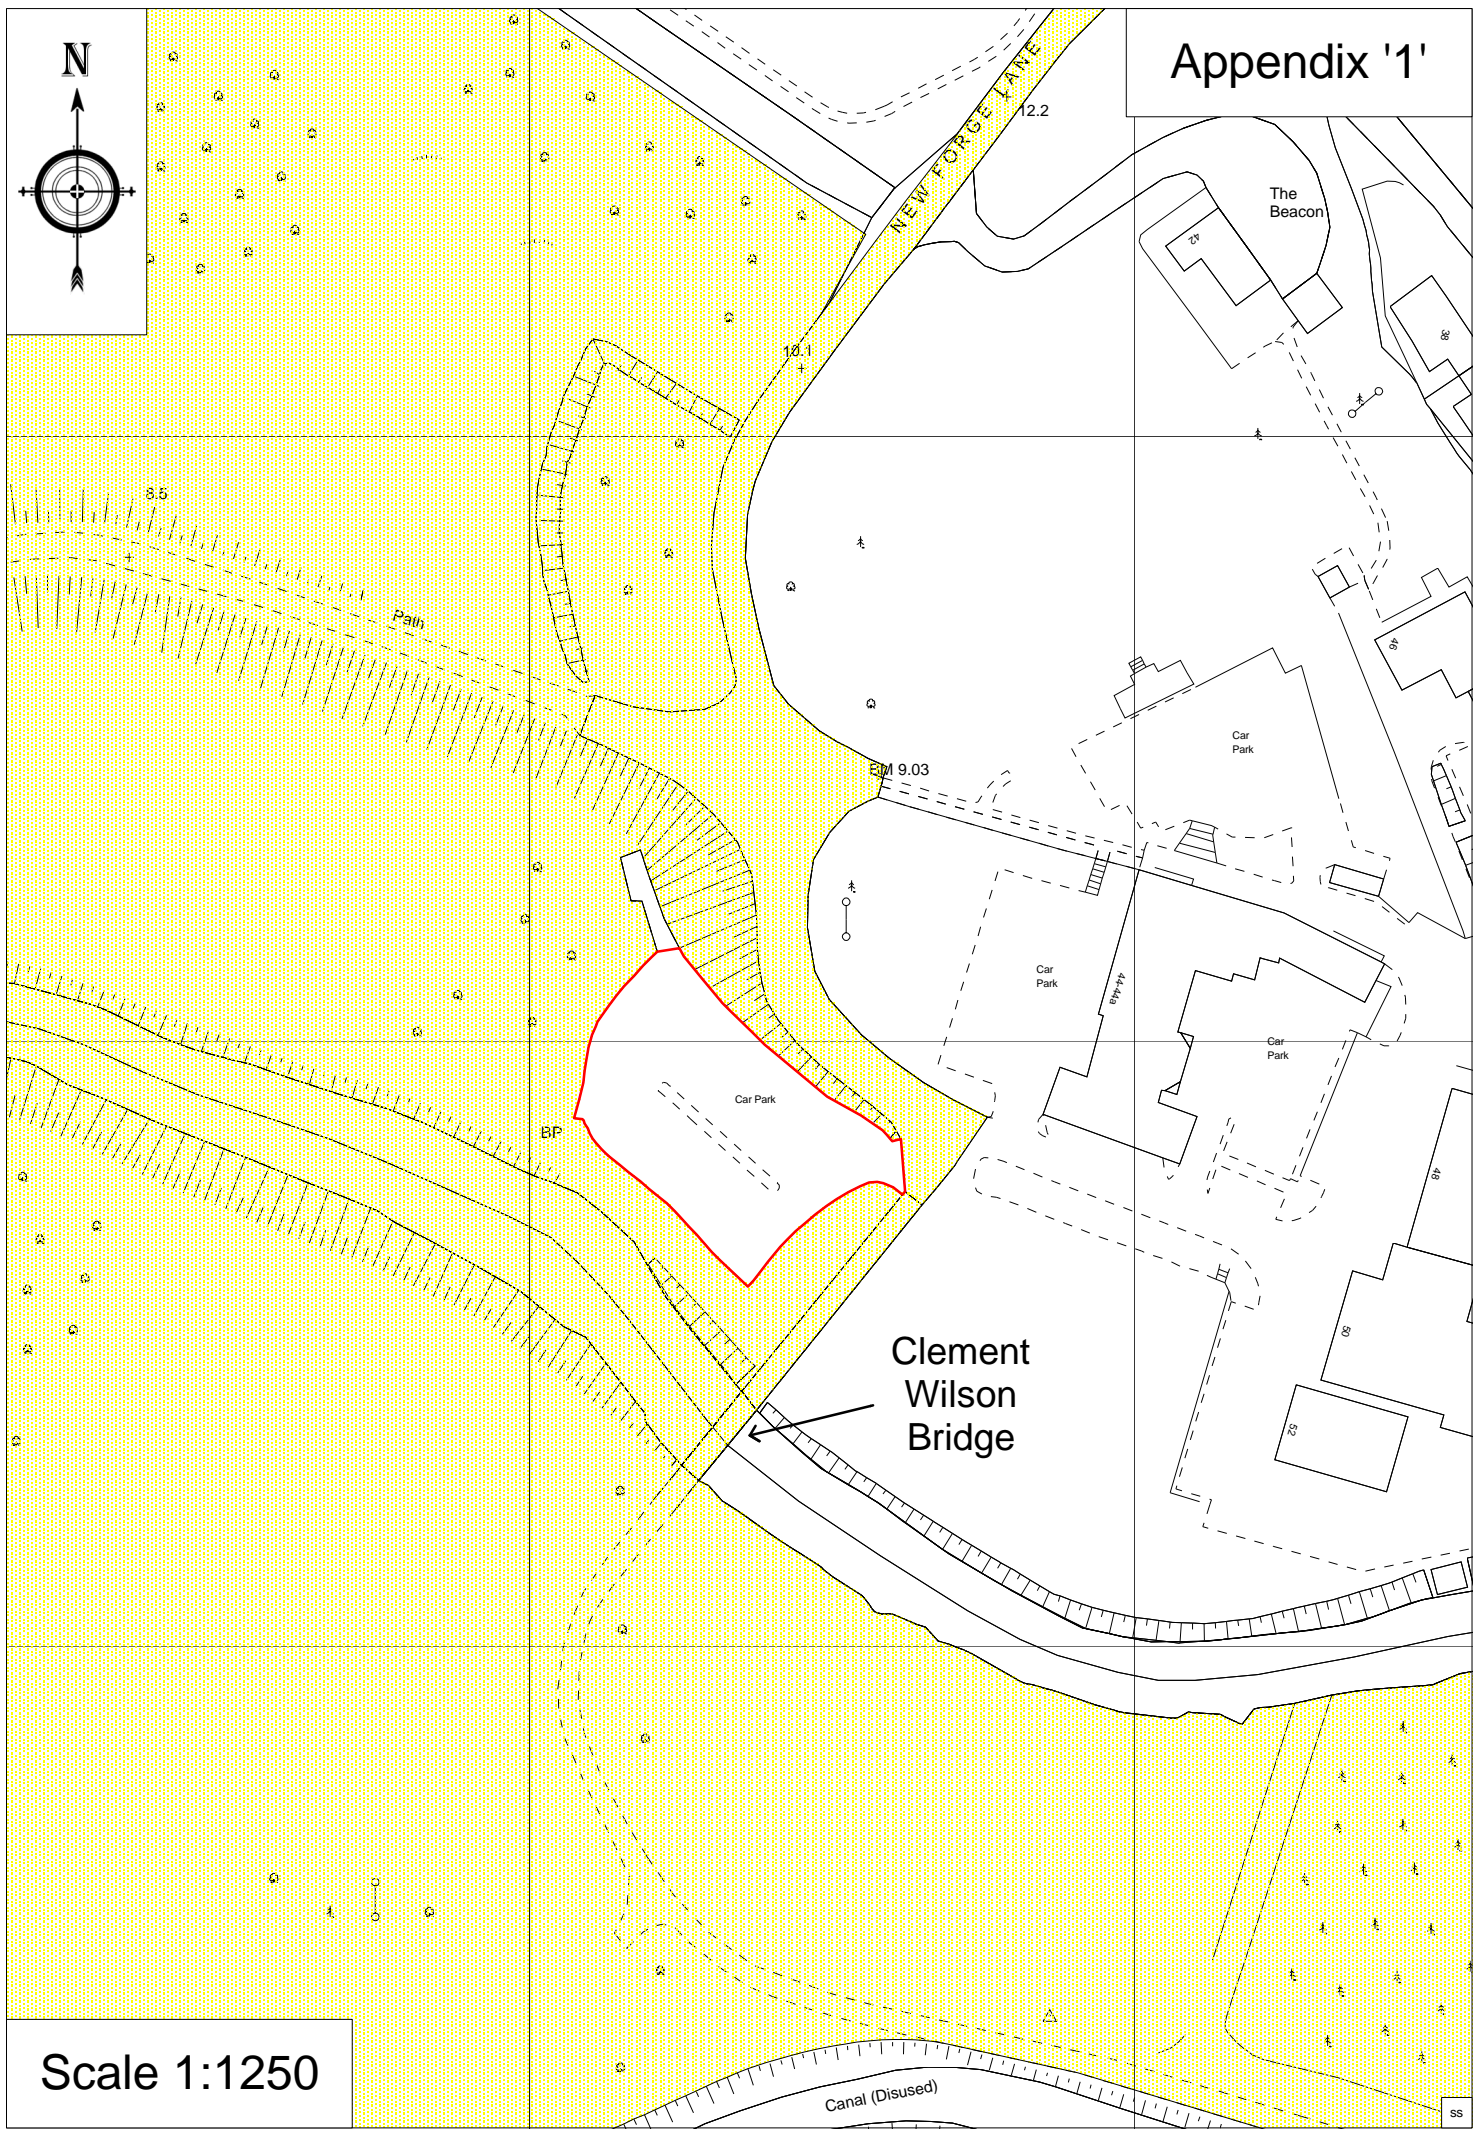 N
Appendix '1'
NEW FORGE LANE
12.2
The
Beacon
42
38
10.1
8.5
Path
46
Car
Park
BM 9.03
Car
Park
44-44a
Car
Park
Car Park
BP
48
50
52
Clement
Wilson
Bridge
Scale 1:1250
Canal (Disused)
ss